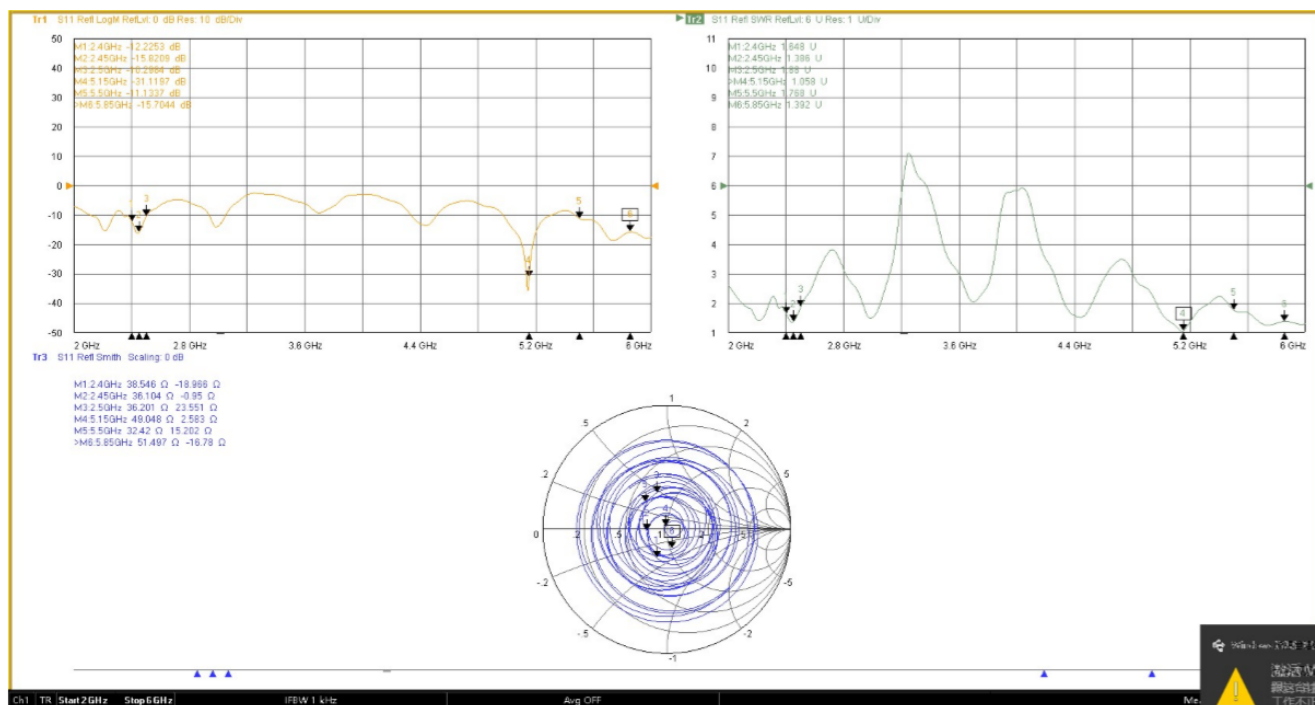 Tr1 S11 Refl LogM RefLvl: 0 dB Res: 10 dB/Div
50
40
30
20
10
0
-10
-20
-30
-40
-50
M1:2.4GHz -12.2253 dB
M2:2.45GHz -15.8209 dB
M4:5.15GHz -31.1197 dB
M5:5.5GHz -11.1337 dB
>M6:5.85GHz -15.7044 dB
3
4
5
6
2 GHz 2.8 GHz 3.6 GHz 4.4 GHz 5.2 GHz 6 GHz
Tr2 S11 Refl SWR RefLvl: 6 U Res: 1 U/Div
11
10
9
8
7
6
5
4
3
2
1
M1:2.4GHz 1.648 U
M2:2.45GHz 1.386 U
>M4:5.15GHz 1.058 U
M5:5.5GHz 1.768 U
M6:5.85GHz 1.392 U
2
3
4
5
6
2 GHz 2.8 GHz 3.6 GHz 4.4 GHz 5.2 GHz 6 GHz
Tr3 S11 Refl Smith Scaling: 0 dB
M1:2.4GHz 38.546 Ω -18.966 Ω
M2:2.45GHz 36.104 Ω -0.95 Ω
M3:2.5GHz 36.201 Ω 23.551 Ω
M4:5.15GHz 49.048 Ω 2.583 Ω
M5:5.5GHz 32.42 Ω 15.202 Ω
>M6:5.85GHz 51.497 Ω -16.78 Ω
1
.5 2
.2 5
0 .2 .5 1 2 5
-.2 -5
-.5 -2
-1
Ch1 TR Start 2 GHz Stop 6 GHz IFBW 1 kHz Avg OFF